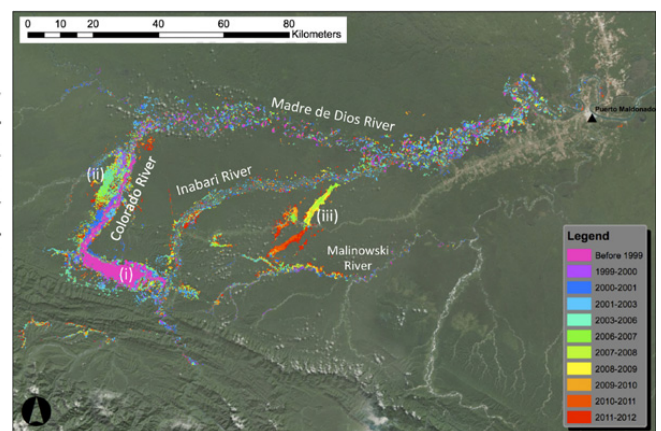 0 10 20 40 60 80
Kilometers
Madre de Dios River
Puerto Maldonado
Inabari River
(ii)
Colorado River
(iii)
Malinowski
River
(i)
Legend
Before 1999
1999-2000
2000-2001
2001-2003
2003-2006
2006-2007
2007-2008
2008-2009
2009-2010
2010-2011
2011-2012